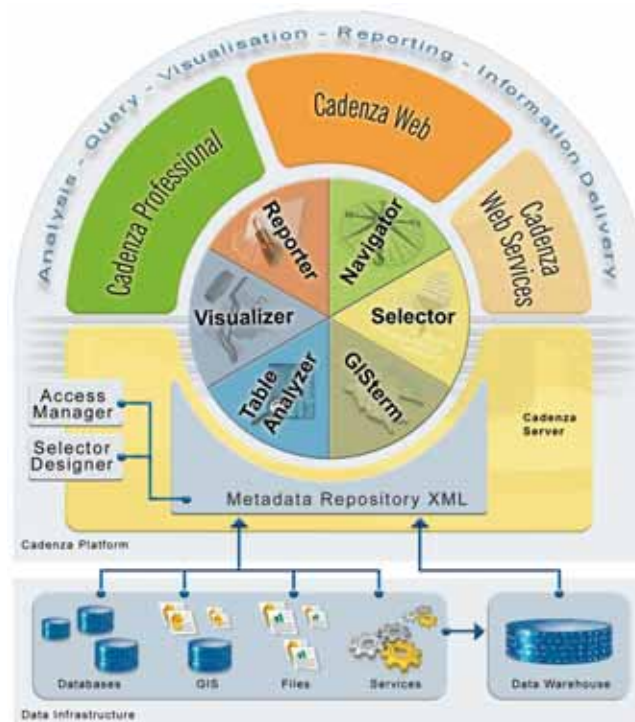 Analysis - Query - Visualisation - Reporting - Information Delivery
Cadenza Professional
Cadenza Web
Cadenza
Web Services
Reporter
Navigator
Visualizer
Selector
Table
Analyzer
GISterm
Access
Manager
Selector
Designer
Cadenza
Server
Metadata Repository XML
Cadenza Platform
Databases
GIS
Files
Services
Data Warehouse
Data Infrastructure